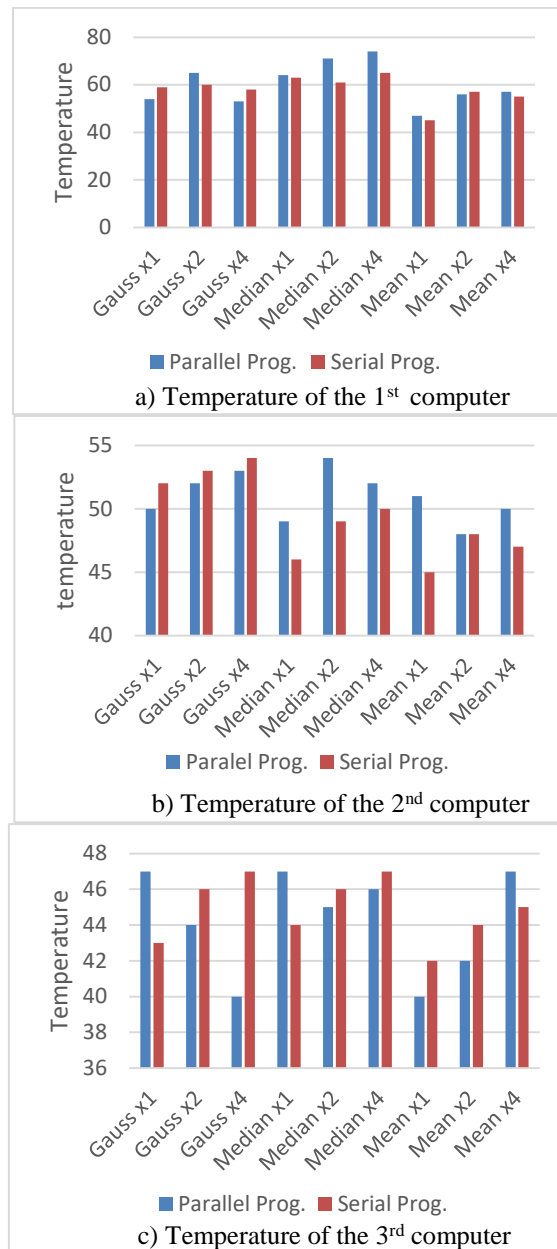 80
60
40
20
0
Temperature
Gauss x1
Gauss x2
Gauss x4
Median x1
Median x2
Median x4
Mean x1
Mean x2
Mean x4
Parallel Prog. Serial Prog.
a) Temperature of the 1st computer
55
50
45
40
temperature
Gauss x1
Gauss x2
Gauss x4
Median x1
Median x2
Median x4
Mean x1
Mean x2
Mean x4
Paralel Prog. Serial Prog.
b) Temperature of the 2nd computer
48
46
44
42
40
38
36
Temperature
Gauss x1
Gauss x2
Gauss x4
Median x1
Median x2
Median x4
Mean x1
Mean x2
Mean x4
Parallel Prog. Serial Prog.
c) Temperature of the 3rd computer